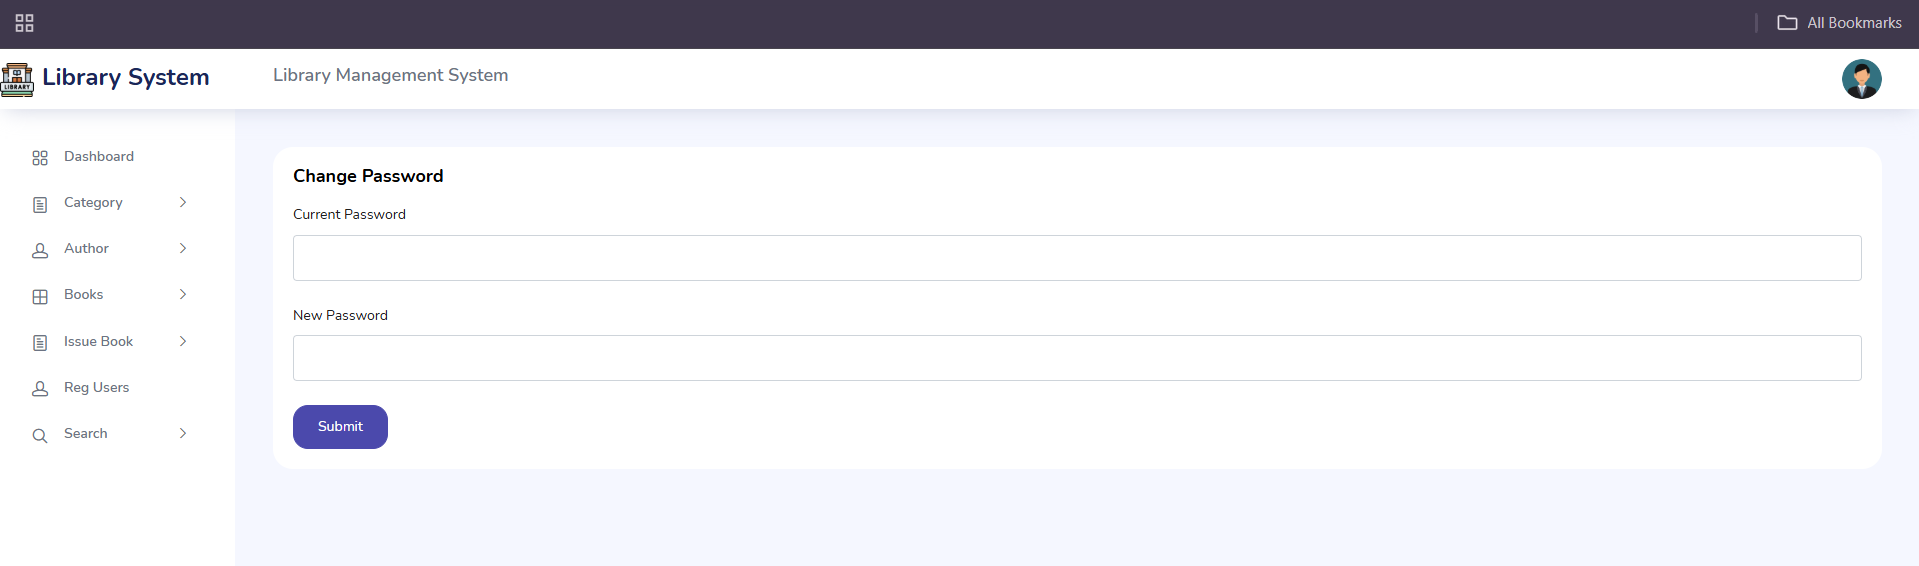 All Bookmarks
LIBRARY
Library System
Library Management System
Dashboard
Category
Author
Books
Issue Book
Reg Users
Search
Change Password
Current Password
New Password
Submit